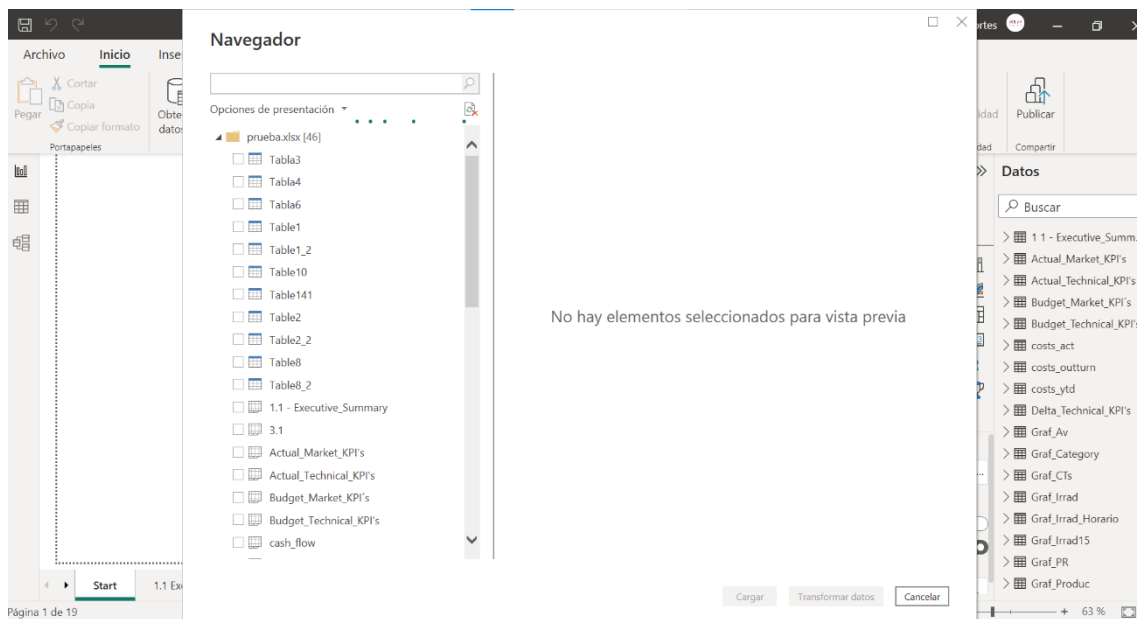 rtes
Archivo Inicio Inse
Pegar
Cortar
Copia
Copiar formato
Portapapeles
Obte
datos
Navegador
Opciones de presentación
prueba.xlsx [46]
Tabla3
Tabla4
Tabla6
Table1
Table1_2
Table10
Table141
Table2
Table2_2
Table8
Table8_2
1.1 - Executive_Summary
3.1
Actual_Market_KPI's
Actual_Technical_KPI's
Budget_Market_KPI´s
Budget_Technical_KPI's
cash_flow
No hay elementos seleccionados para vista previa
Cargar Transformar datos Cancelar
idad
dad
Publicar
Compartir
Datos
Buscar
1 1 - Executive_Summ.
Actual_Market_KPI's
Actual_Technical_KPI's
Budget_Market_KPI´s
Budget_Technical_KPI's
costs_act
costs_outturn
costs_ytd
Delta_Technical_KPI's
Graf_Av
Graf_Category
Graf_CTs
Graf_Irrad
Graf_Irrad_Horario
Graf_Irrad15
Graf_PR
Graf_Produc
Start 1.1 Ex
Página 1 de 19
63 %